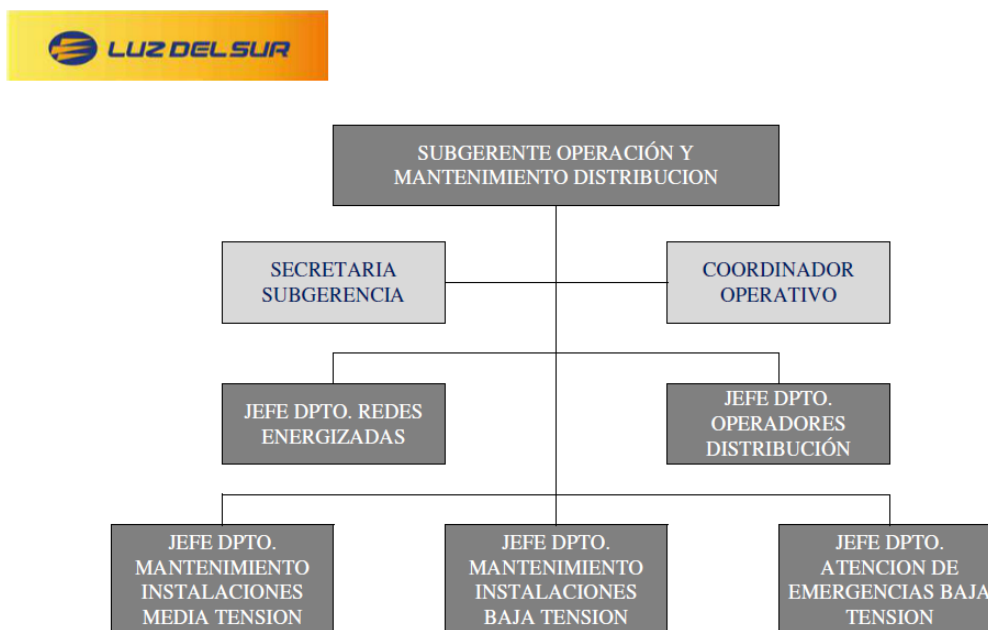 LUZ DEL SUR
SUBGERENTE OPERACIÓN Y
MANTENIMIENTO DISTRIBUCION
SECRETARIA
SUBGERENCIA
COORDINADOR
OPERATIVO
JEFE DPTO. REDES
ENERGIZADAS
JEFE DPTO.
OPERADORES
DISTRIBUCIÓN
JEFE DPTO.
MANTENIMIENTO
INSTALACIONES
MEDIA TENSION
JEFE DPTO.
MANTENIMIENTO
INSTALACIONES
BAJA TENSION
JEFE DPTO.
ATENCION DE
EMERGENCIAS BAJA
TENSION